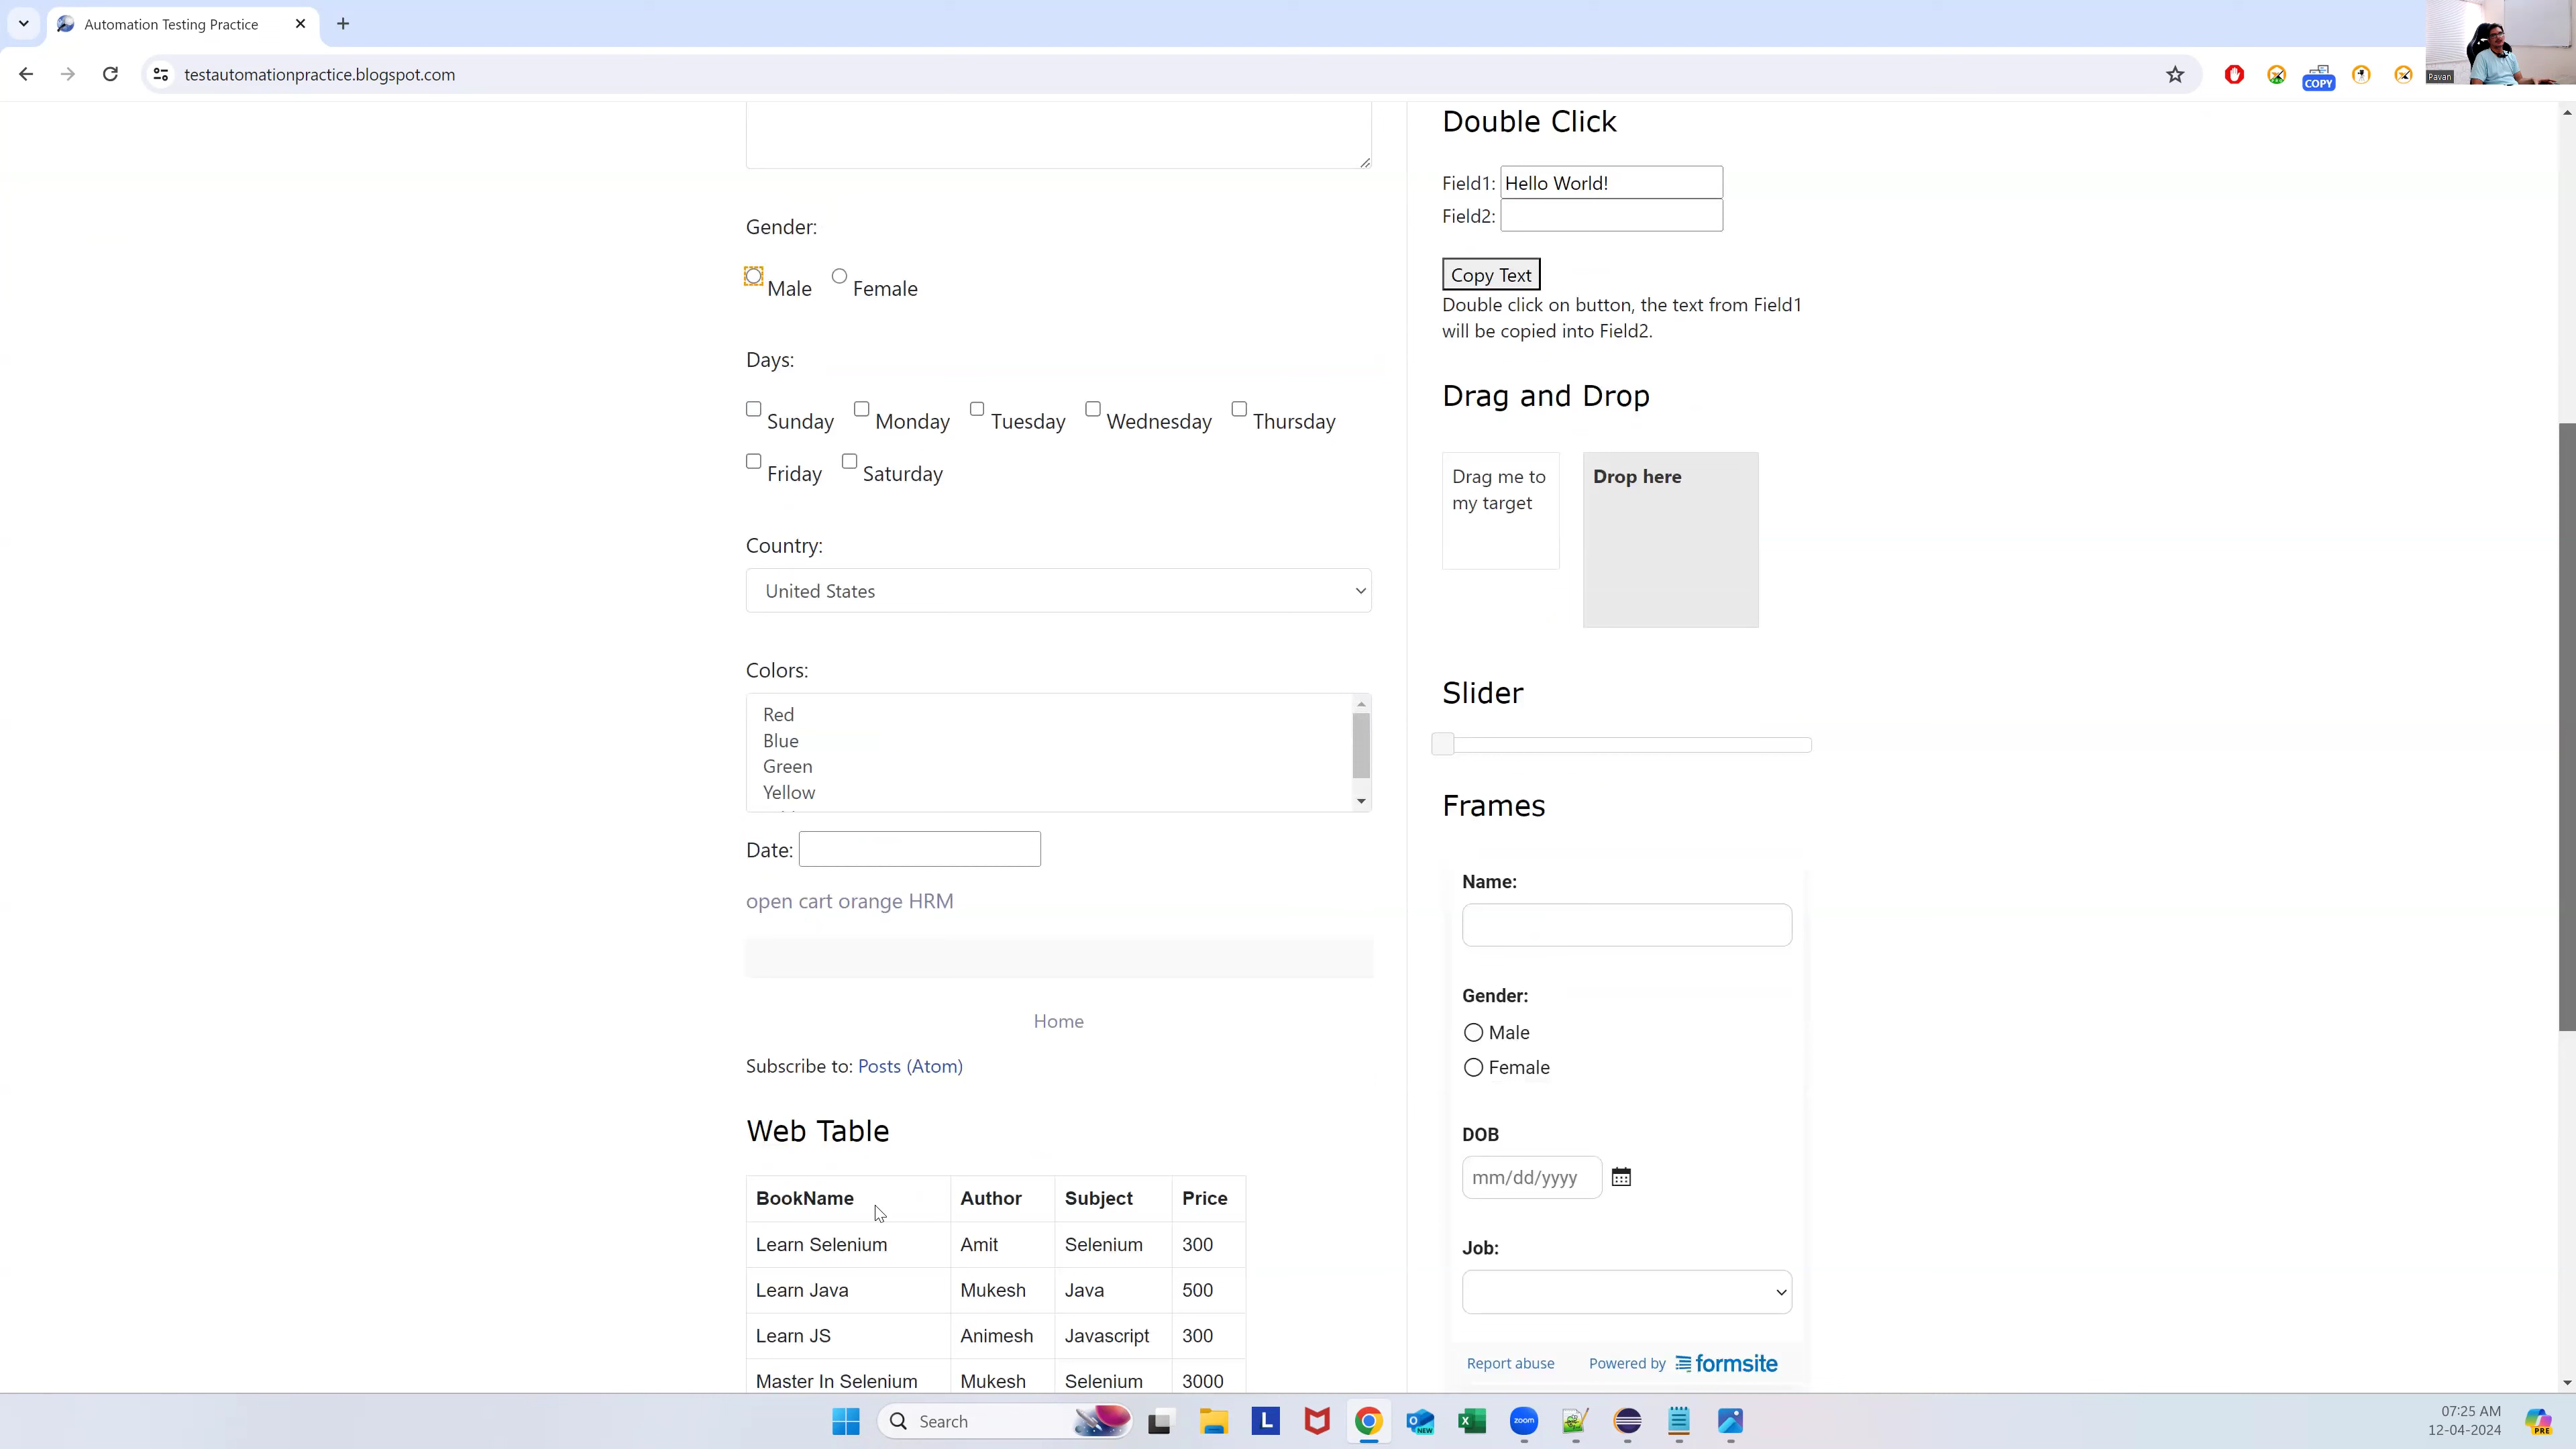 Automation Testing Practice
testautomationpractice.blogspot.com
COPY
Pavan
Gender:
Male Female
Days:
Sunday Monday Tuesday Wednesday Thursday
Friday Saturday
Country:
United States
Colors:
Red
Blue
Green
Yellow
Date:
open cart orange HRM
Home
Subscribe to: Posts (Atom)
Web Table
BookName Author Subject Price
Learn Selenium Amit Selenium 300
Learn Java Mukesh Java 500
Learn JS Animesh Javascript 300
Master In Selenium Mukesh Selenium 3000
Double Click
Field1: Hello World!
Field2:
Copy Text
Double click on button, the text from Field1
will be copied into Field2.
Drag and Drop
Drag me to
my target
Drop here
Slider
Frames
Name:
Gender:
Male
Female
DOB
mm/dd/yyyy
Job:
Report abuse Powered by formsite
Search
L
NEW
zoom
07:25 AM
12-04-2024
PRE